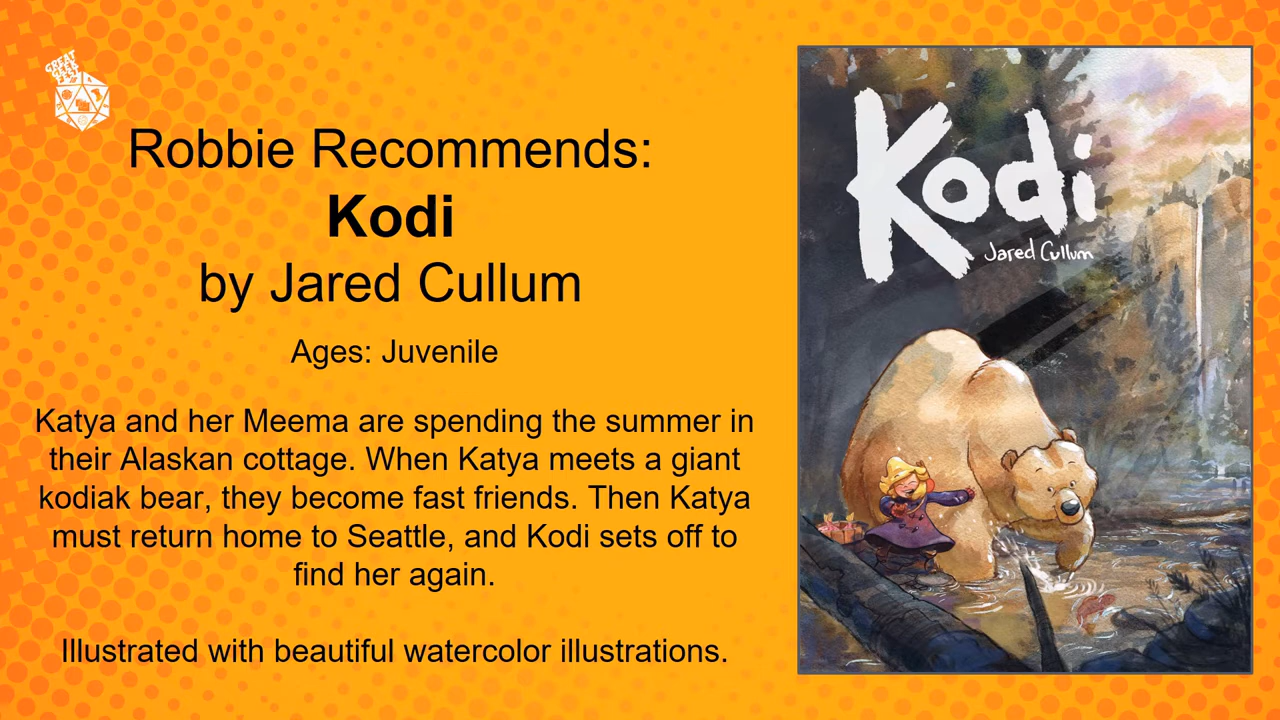 GREAT
GEEK
Robbie Recommends:
Kodi
by Jared Cullum
Ages: Juvenile
Katya and her Meema are spending the summer in
their Alaskan cottage. When Katya meets a giant
kodiak bear, they become fast friends. Then Katya
must return home to Seattle, and Kodi sets off to
find her again.
Illustrated with beautiful watercolor illustrations.
Kodi
Jared Cullum